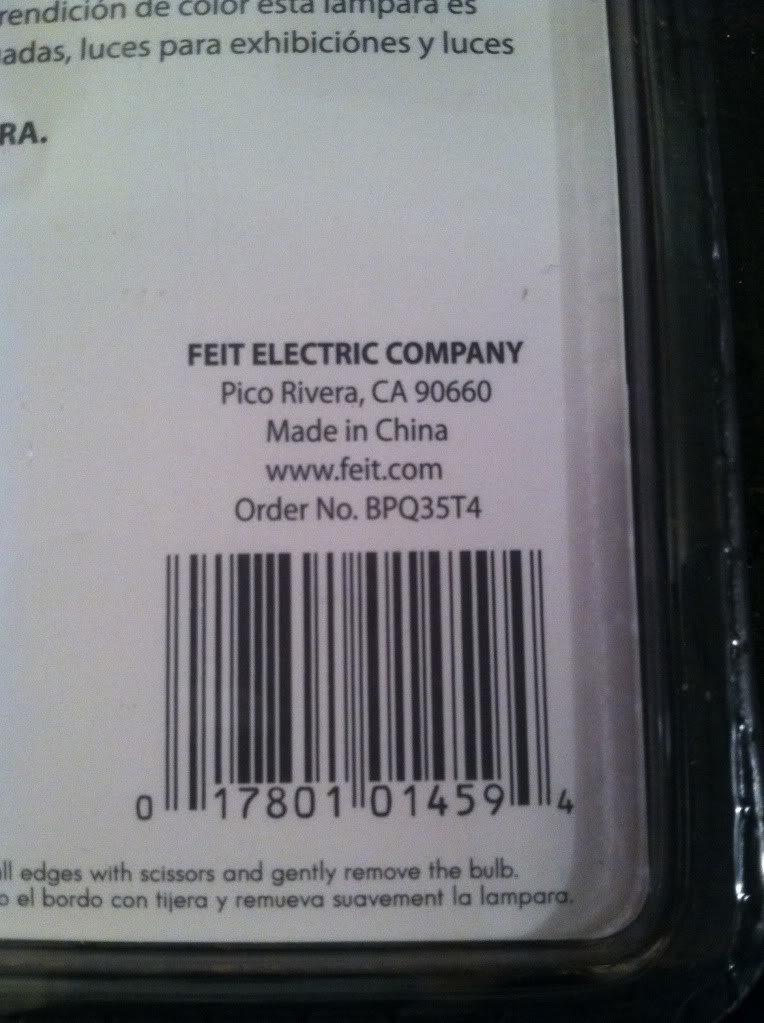 rendición de color esta lámpara es
adas, luces para exhibiciónes y luces
RA.
FEIT ELECTRIC COMPANY
Pico Rivera, CA 90660
Made in China
www.feit.com
Order No. BPQ35T4
0 17801 01459 4
ll edges with scissors and gently remove the bulb.
o el bordo con tijera y remueva suavement la lampara.